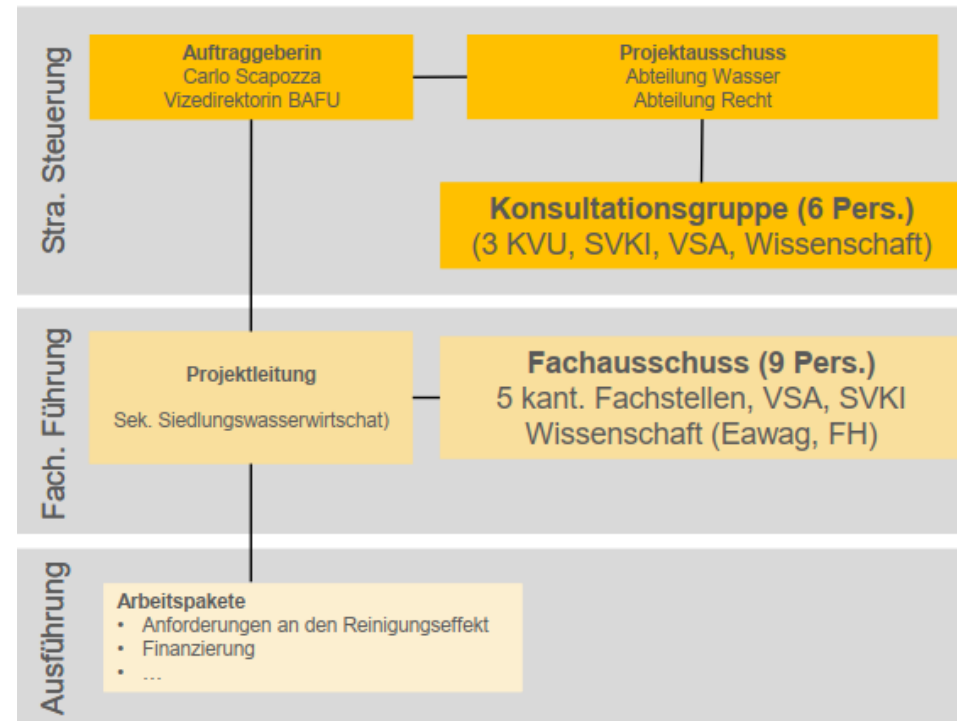 Stra. Steuerung
Auftraggeberin
Carlo Scapozza
Vizedirektorin BAFU
Projektausschuss
Abteilung Wasser
Abteilung Recht
Konsultationsgruppe (6 Pers.)
(3 KVU, SVKI, VSA, Wissenschaft)
Fach. Führung
Projektleitung
Sek. Siedlungswasserwirtschat)
Fachausschuss (9 Pers.)
5 kant. Fachstellen, VSA, SVKI
Wissenschaft (Eawag, FH)
Ausführung
Arbeitspakete
• Anforderungen an den Reinigungseffekt
• Finanzierung
• …